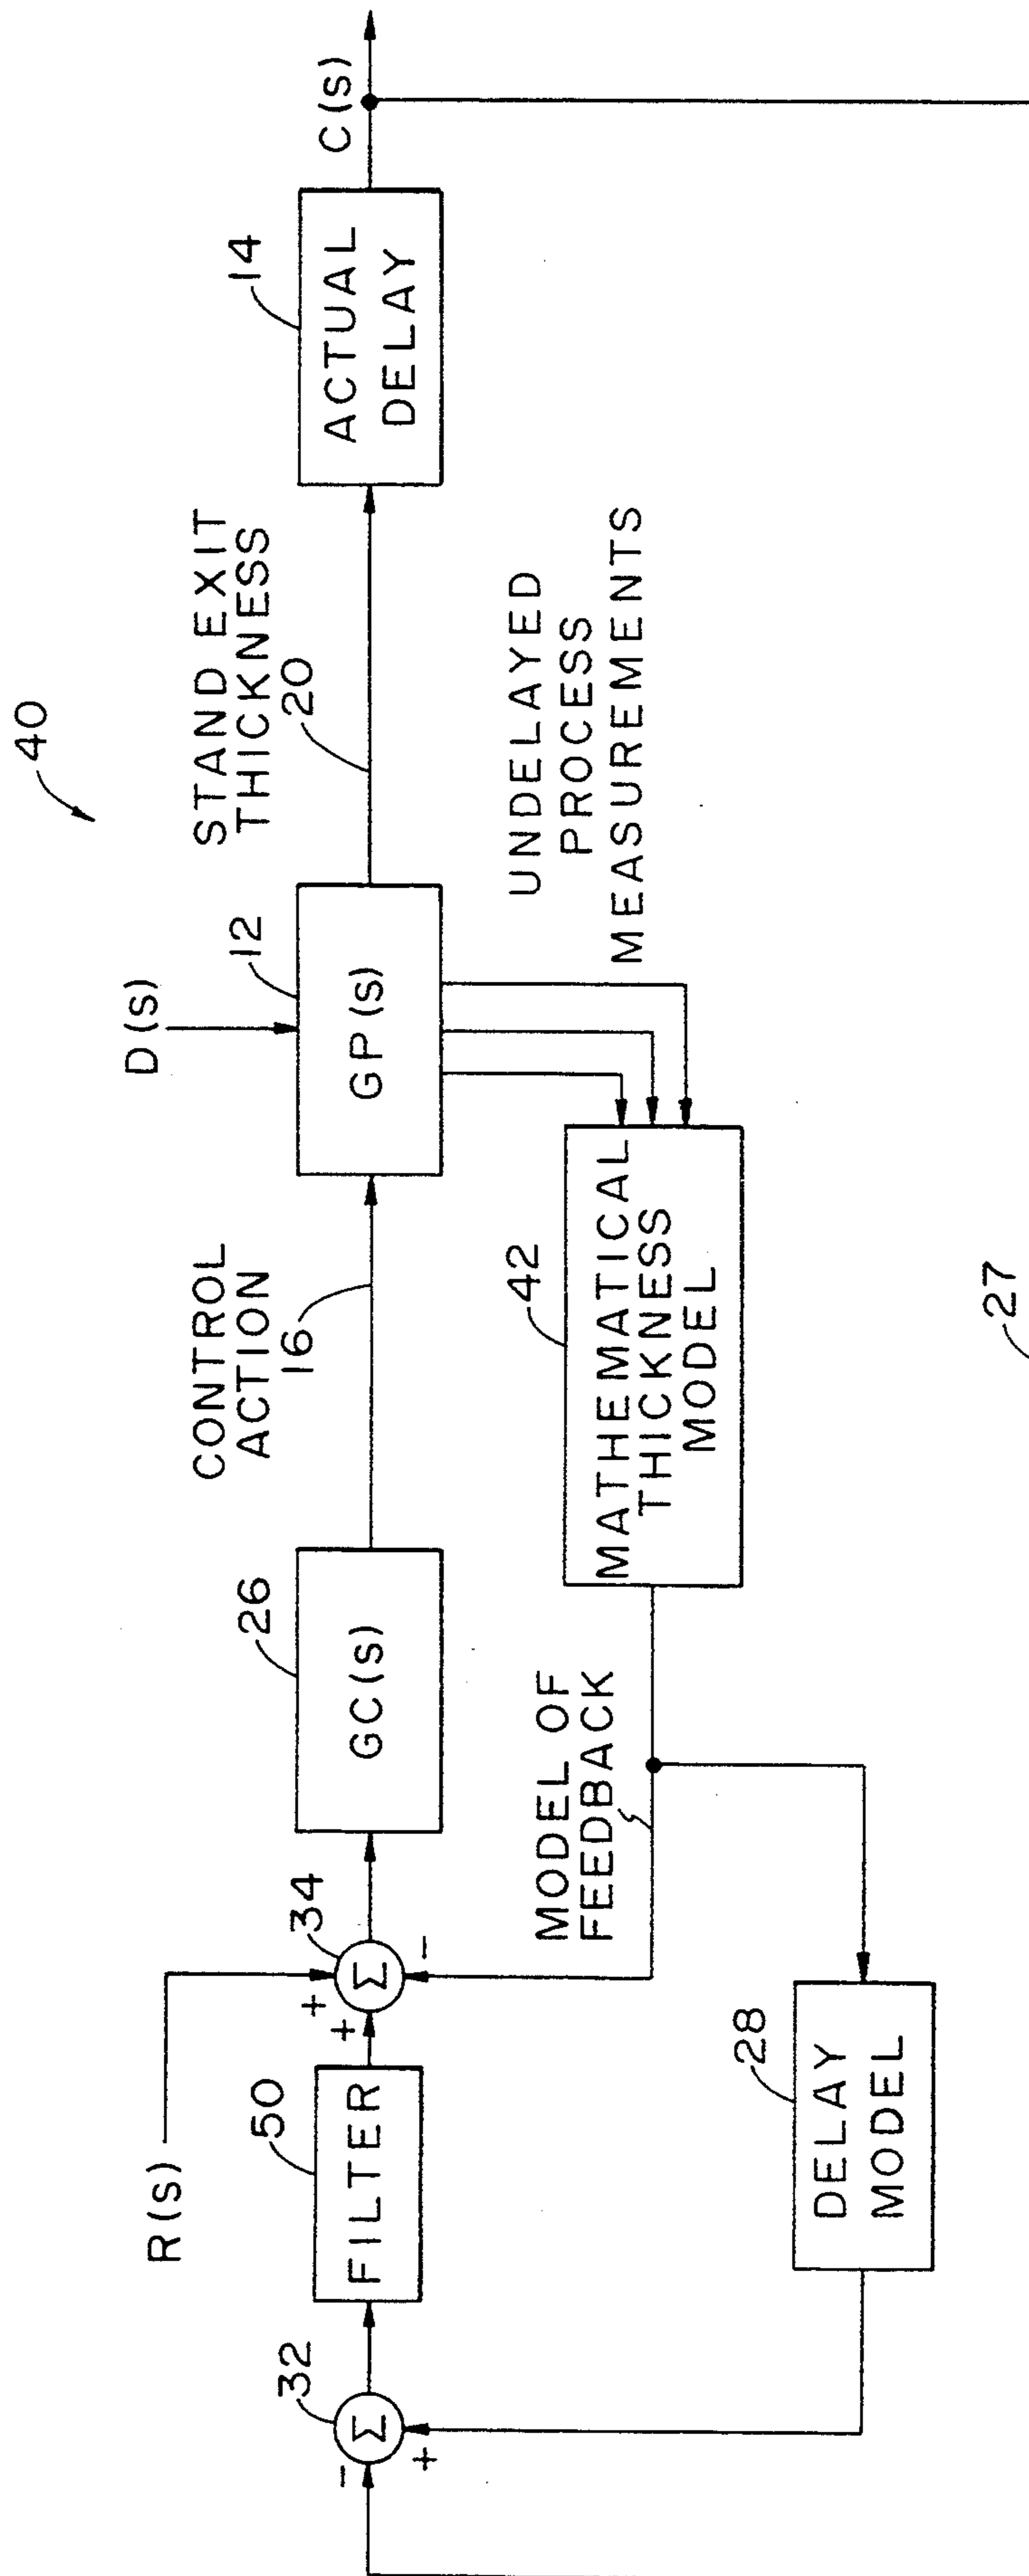 40
R(s)
32
50
FILTER
+
+
34
Σ
-
Σ
-
+
26
GC(s)
CONTROL
ACTION
16
D(s)
12
GP(s)
STAND EXIT
THICKNESS
20
14
ACTUAL
DELAY
C(s)
UNDELAYED
PROCESS
MEASUREMENTS
42
MATHEMATICAL
THICKNESS
MODEL
MODEL OF
FEEDBACK
28
DELAY
MODEL
27